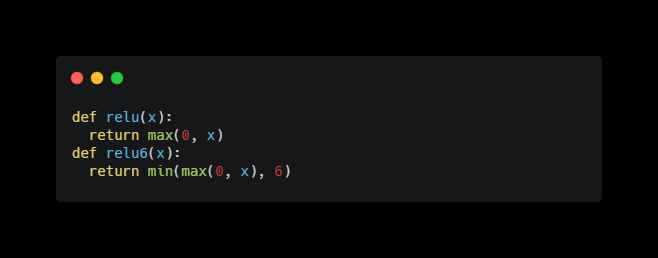 def relu(x):
  return max(0, x)
def relu6(x):
  return min(max(0, x), 6)